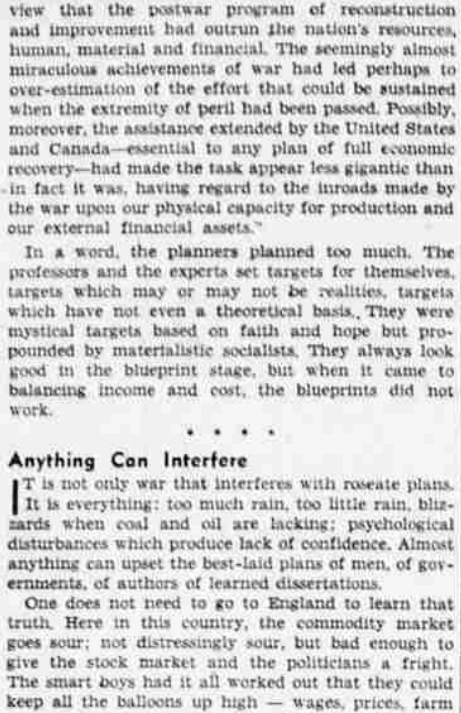 view that the postwar program of reconstruction
and improvement had outrun the nation's resources,
human, material and financial. The seemingly almost
miraculous achievements of war had led perhaps to
over-estimation of the effort that could be sustained
when the extremity of peril had been passed. Possibly,
moreover, the assistance extended by the United States
and Canada—essential to any plan of full economic
recovery—had made the task appear less gigantic than
in fact it was, having regard to the inroads made by
the war upon our physical capacity for production and
our external financial assets."
In a word, the planners planned too much. The
professors and the experts set targets for themselves,
targets which may or may not be realities, targets
which have not even a theoretical basis. They were
mystical targets based on faith and hope but pro-
pounded by materialistic socialists. They always look
good in the blueprint stage, but when it came to
balancing income and cost, the blueprints did not
work.
* * * *
Anything Can Interfere
IT is not only war that interferes with roseate plans.
It is everything: too much rain, too little rain, bliz-
zards when coal and oil are lacking; psychological
disturbances which produce lack of confidence. Almost
anything can upset the best-laid plans of men, of gov-
ernments, of authors of learned dissertations.
One does not need to go to England to learn that
truth. Here in this country, the commodity market
goes sour; not distressingly sour, but bad enough to
give the stock market and the politicians a fright.
The smart boys had it all worked out that they could
keep all the balloons up high — wages, prices, farm